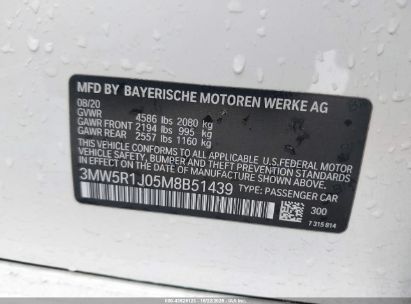 MFD BY BAYERISCHE MOTOREN WERKE AG
08/20
GVWR 4586 lbs 2080 kg
GAWR FRONT 2194 lbs 995 kg
GAWR REAR 2557 lbs 1160 kg
THIS VEHICLE CONFORMS TO ALL APPLICABLE U.S.FEDERAL MOTOR
VEHICLE SAFETY, BUMPER, AND THEFT PREVENTION STANDARDS IN
EFFECT ON THE DATE OF MANUFACTURE SHOWN ABOVE.
3MW5R1J05M8B51439 TYPE: PASSENGER CAR
300
7 315 814